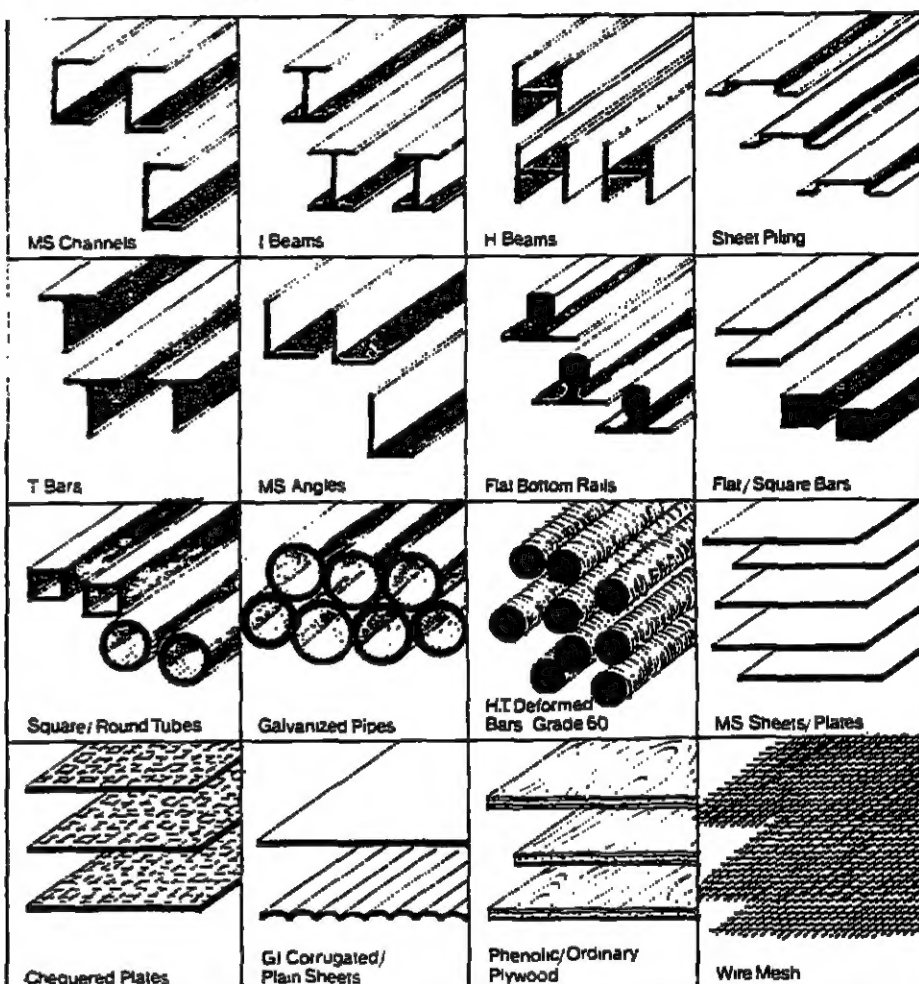 MS Channels
I Beams
H Beams
Sheet Piling
T Bars
MS Angles
Flat Bottom Rails
Flat/Square Bars
Square/Round Tubes
Galvanized Pipes
H.T. Deformed
Bars Grade 60
MS Sheets/Plates
Chequered Plates
GI Corrugated/
Plain Sheets
Phenolic/Ordinary
Plywood
Wire Mesh